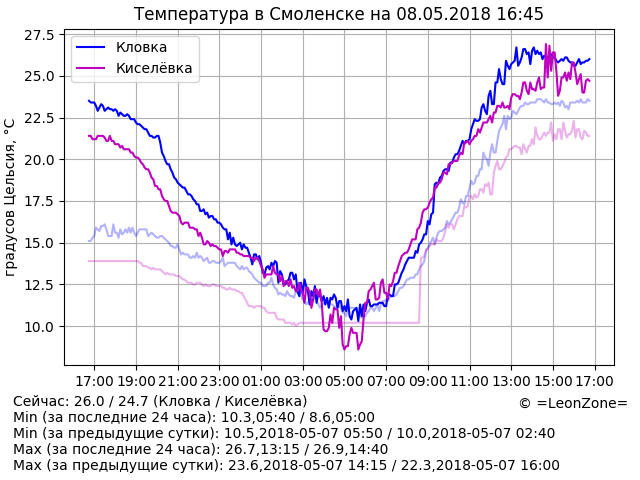 Температура в Смоленске на 08.05.2018 16:45
Кловка
Киселёвка
градусов Цельсия, °C
27.5
25.0
22.5
20.0
17.5
15.0
12.5
10.0
17:00 19:00 21:00 23:00 01:00 03:00 05:00 07:00 09:00 11:00 13:00 15:00 17:00
Сейчас: 26.0 / 24.7 (Кловка / Киселёвка)
© =LeonZone=
Min (за последние 24 часа): 10.3,05:40 / 8.6,05:00
Min (за предыдущие сутки): 10.5,2018-05-07 05:50 / 10.0,2018-05-07 02:40
Max (за последние 24 часа): 26.7,13:15 / 26.9,14:40
Max (за предыдущие сутки): 23.6,2018-05-07 14:15 / 22.3,2018-05-07 16:00